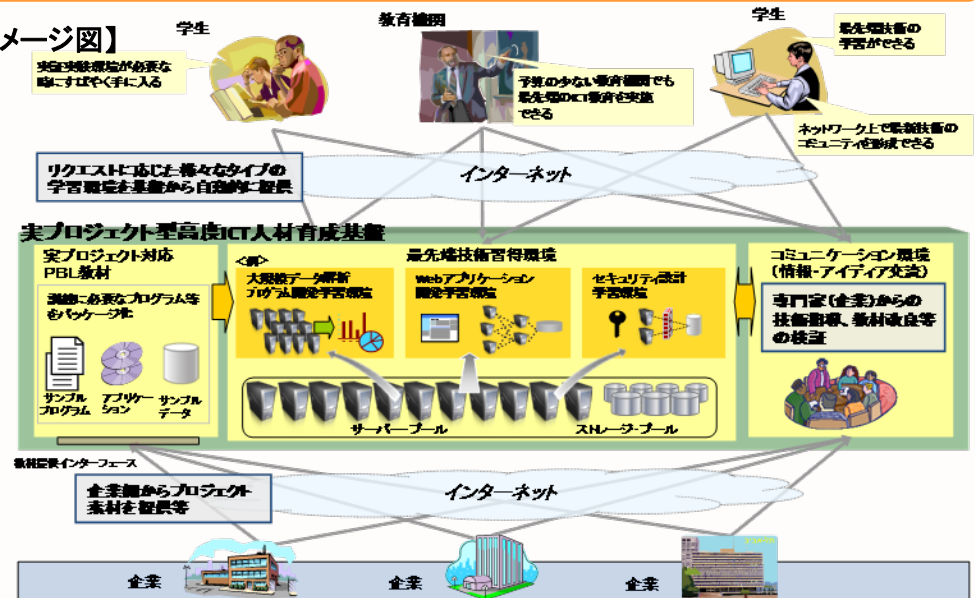 メージ図】
学生
教育機関
学生
実証実験環境が必要な
時にすばやく手に入る
予算の少ない教育機関でも
最先端のICT教育を実施
できる
最先端技術の
学習ができる
ネットワーク上で最新技術の
コミュニティを形成できる
リクエストに応じた様々なタイプの
学習環境を基盤から自動的に提供
インターネット
実プロジェクト型高度ICT人材育成基盤
実プロジェクト対応
PBL教材
演習に必要なプログラム等
をパッケージ化
サンプル
プログラム
アプリケー
ション
サンプル
データ
最先端技術習得環境
<例>
大規模データ解析
プログラム開発学習環境
Webアプリケーション
開発学習環境
セキュリティ設計
学習環境
サーバープール
ストレージ・プール
コミュニケーション環境
(情報・アイディア交流)
専門家(企業)からの
技術指導、教材改良等
の検証
教材提供インターフェース
企業側からプロジェクト
素材を提供等
インターネット
企業
企業
企業